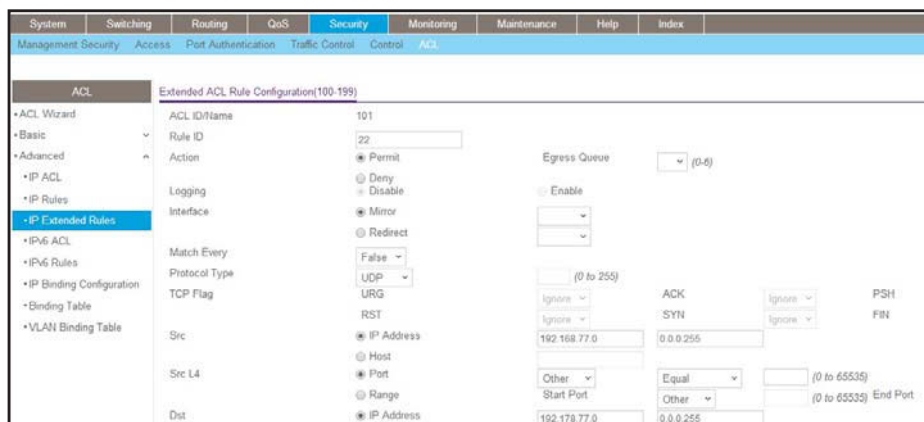 System Switching Routing QoS Security Monitoring Maintenance Help Index
Management Security Access Port Authentication Traffic Control Control ACL
ACL
•ACL Wizard
•Basic
•Advanced
•IP ACL
•IP Rules
•IP Extended Rules
•IPv6 ACL
•IPv6 Rules
•IP Binding Configuration
•Binding Table
•VLAN Binding Table
Extended ACL Rule Configuration(100-199)
ACL ID/Name 101
Rule ID 22
Action Permit Egress Queue (0-6)
Deny
Logging Disable Enable
Interface Mirror
Redirect
Match Every False
Protocol Type UDP (0 to 255)
TCP Flag URG Ignore ACK Ignore PSH
RST Ignore SYN Ignore FIN
Src IP Address 192.168.77.0 0.0.0.255
Host
Src L4 Port Other Equal (0 to 65535)
Range Start Port Other (0 to 65535) End Port
Dst IP Address 192.178.77.0 0.0.0.255